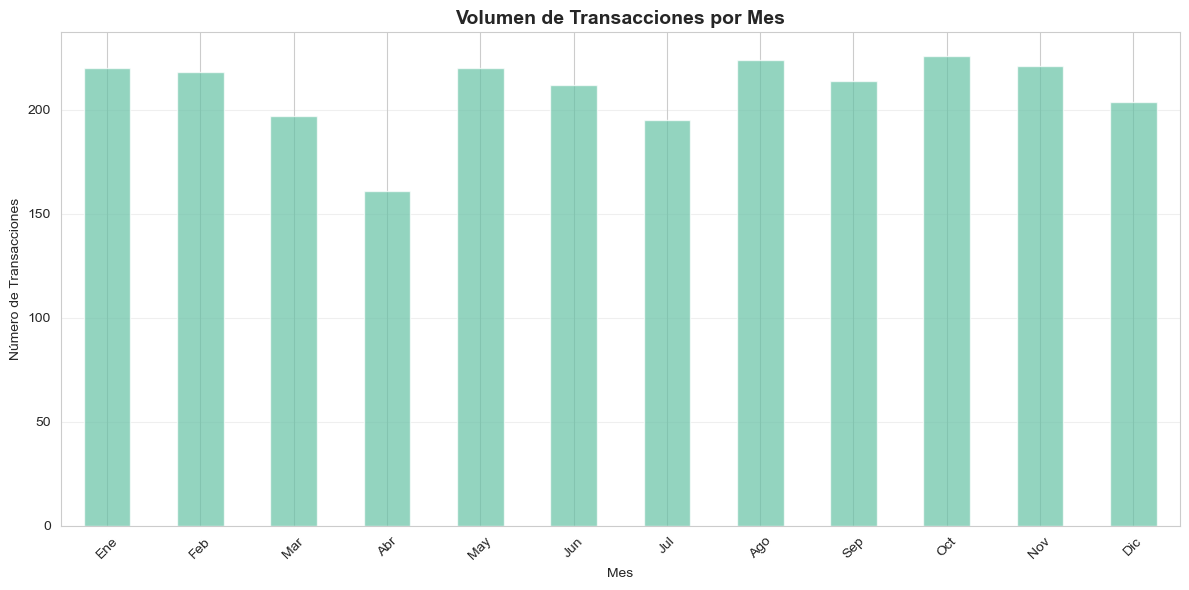 Volumen de Transacciones por Mes
Número de Transacciones
200
150
100
50
0
Ene
Feb
Mar
Abr
May
Jun
Jul
Ago
Sep
Oct
Nov
Dic
Mes